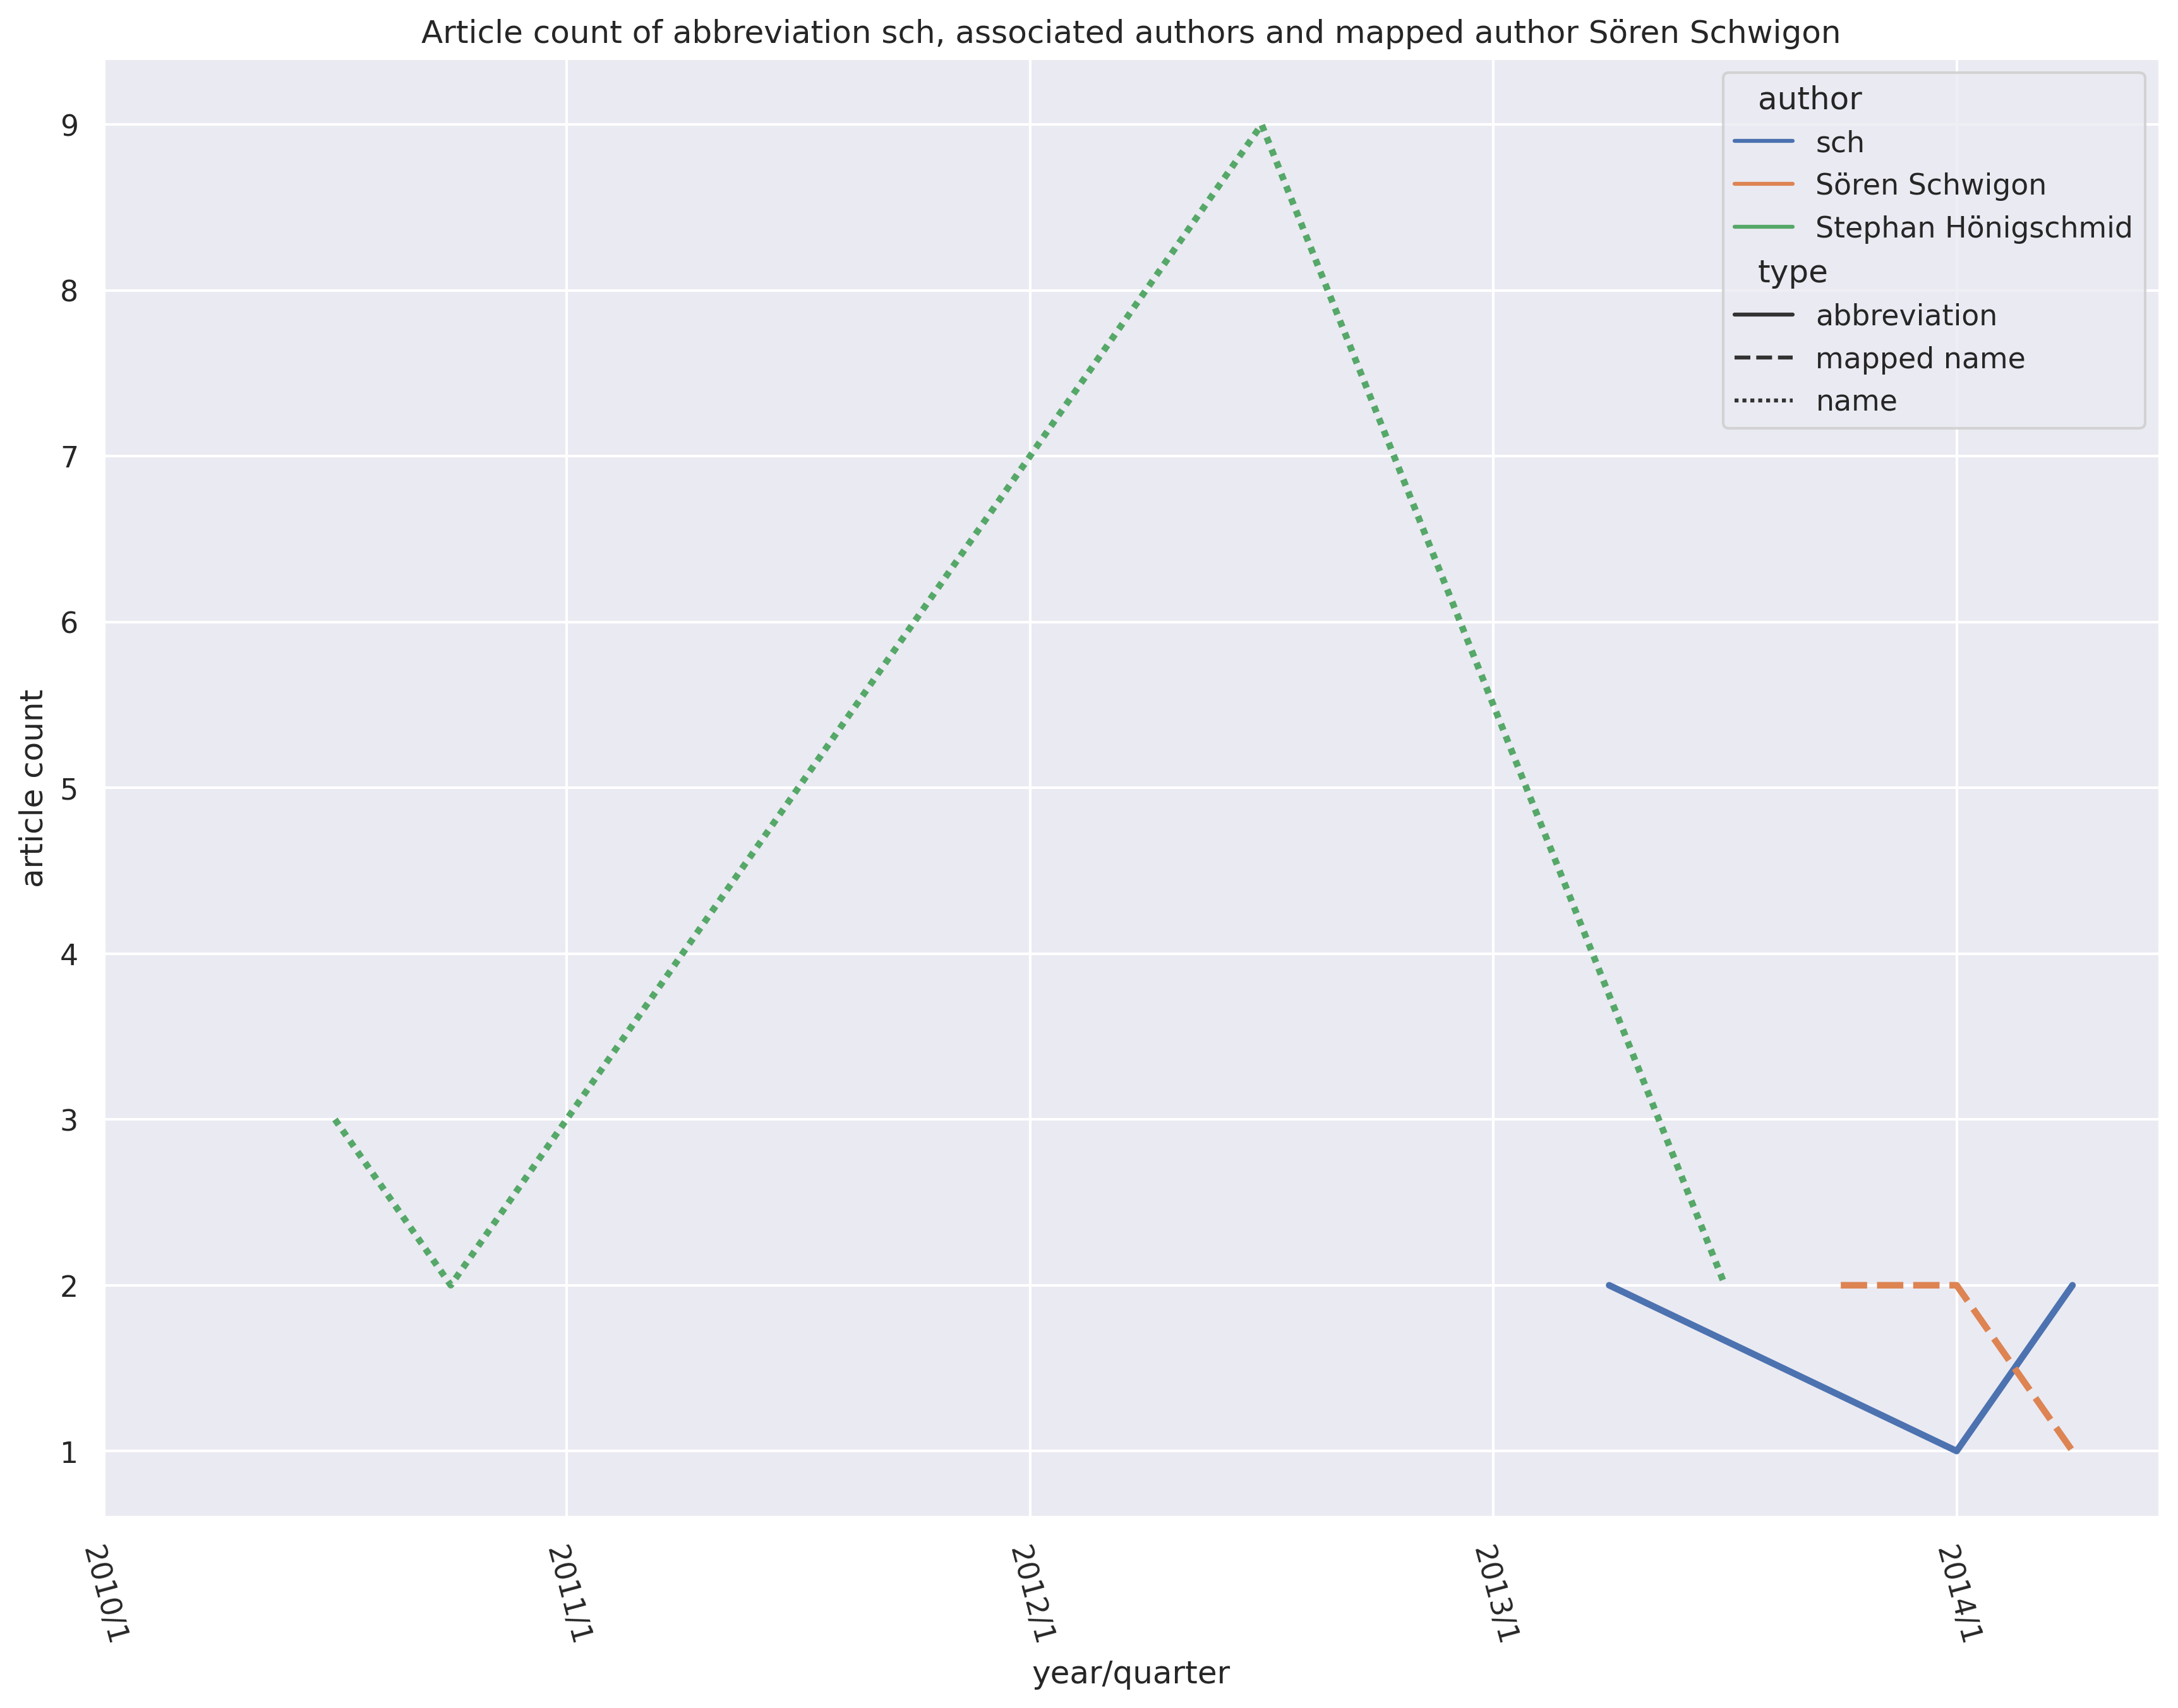 Article count of abbreviation sch, associated authors and mapped author Sören Schwigon
author
sch
Sören Schwigon
Stephan Hönigschmid
type
abbreviation
mapped name
name
9
8
7
6
5
4
3
2
1
article count
2010/1
2011/1
2012/1
2013/1
2014/1
year/quarter